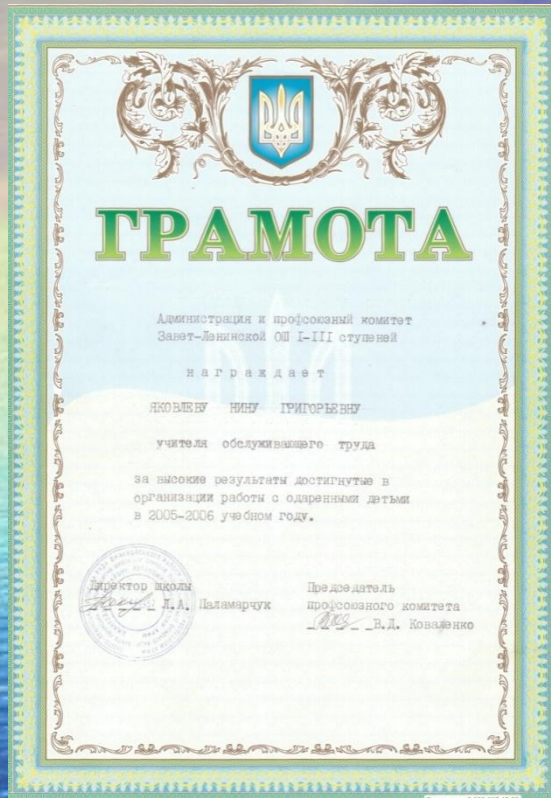 ГРАМОТА
Администрация и профсоюзный комитет
Завет-Ленинской ОШ I-III ступеней
награждает
ЯКОВЛЕВУ НИНУ ГРИГОРЬЕВНУ
учителя обслуживающего труда
за высокие результаты достигнутые в
организации работы с одаренными детьми
в 2005-2006 учебном году.
Директор школы
Л.А. Паламарчук
Председатель
профсоюзного комитета
В.Д. Коваленко